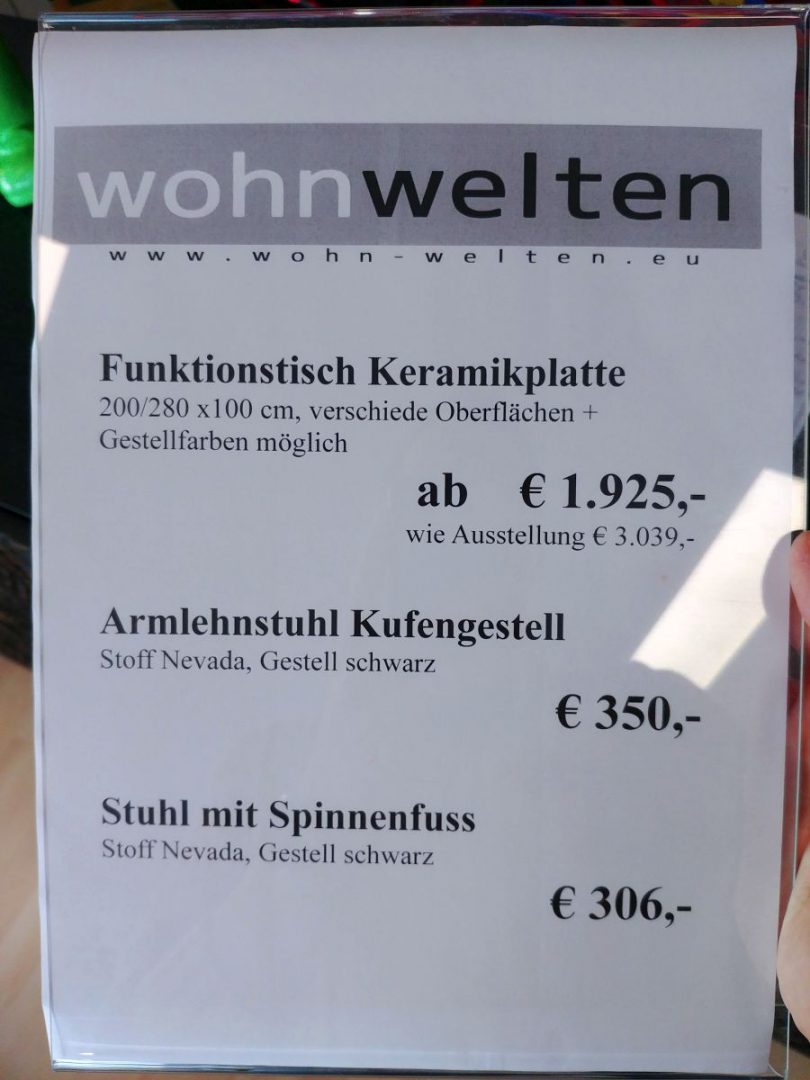 wohnwelten
www.wohn-welten.eu
Funktionstisch Keramikplatte
200/280 x100 cm, verschiede Oberflächen +
Gestellfarben möglich
ab € 1.925,-
wie Ausstellung € 3.039,-
Armlehnstuhl Kufengestell
Stoff Nevada, Gestell schwarz
€ 350,-
Stuhl mit Spinnenfuss
Stoff Nevada, Gestell schwarz
€ 306,-